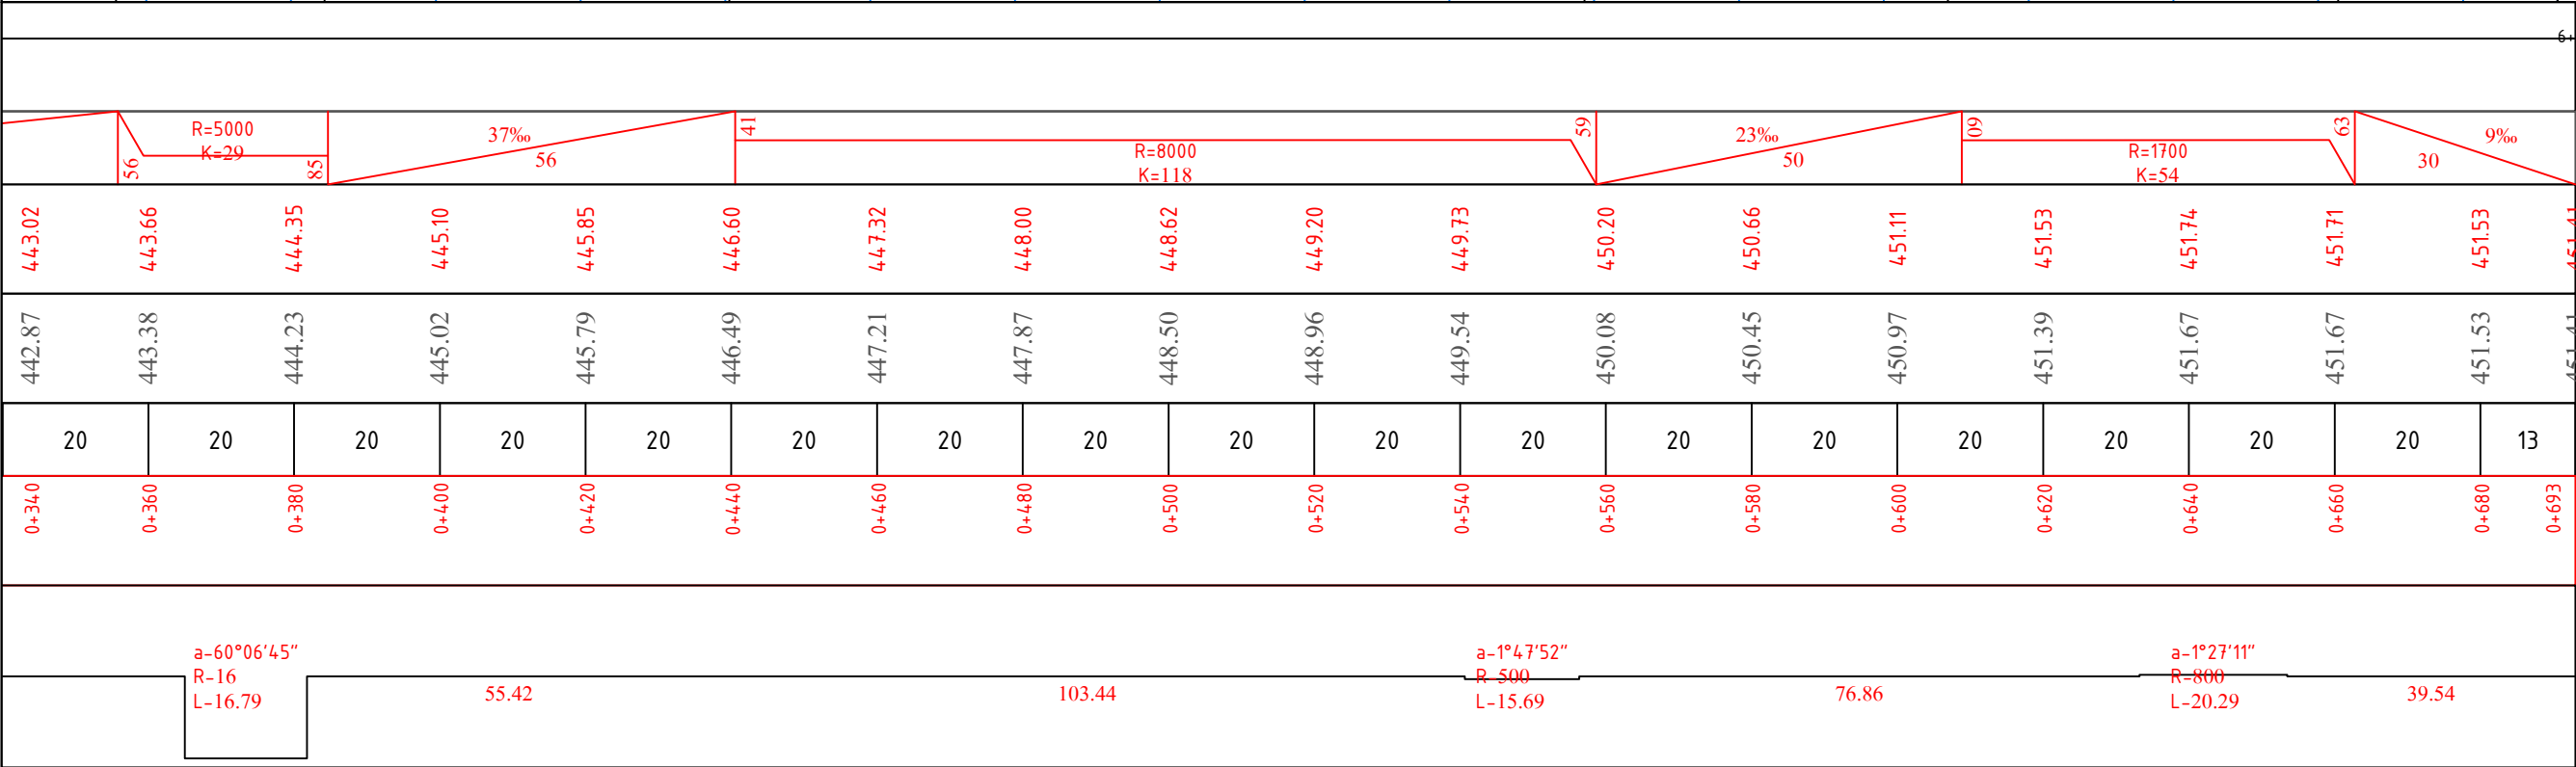 6+
R=5000
K=29
56
85
37‰
56
41
R=8000
K=118
59
23‰
50
09
R=1700
K=54
63
9‰
30
443.02 443.66 444.35 445.10 445.85 446.60 447.32 448.00 448.62 449.20 449.73 450.20 450.66 451.11 451.53 451.74 451.71 451.53 451.41
442.87 443.38 444.23 445.02 445.79 446.49 447.21 447.87 448.50 448.96 449.54 450.08 450.45 450.97 451.39 451.67 451.67 451.53 451.41
20 20 20 20 20 20 20 20 20 20 20 20 20 20 20 20 20 13
0+340 0+360 0+380 0+400 0+420 0+440 0+460 0+480 0+500 0+520 0+540 0+560 0+580 0+600 0+620 0+640 0+660 0+680 0+693
a-60°06'45"
R-16
L-16.79
55.42
103.44
a-1°47'52"
R-500
L-15.69
76.86
a-1°27'11"
R-800
L-20.29
39.54